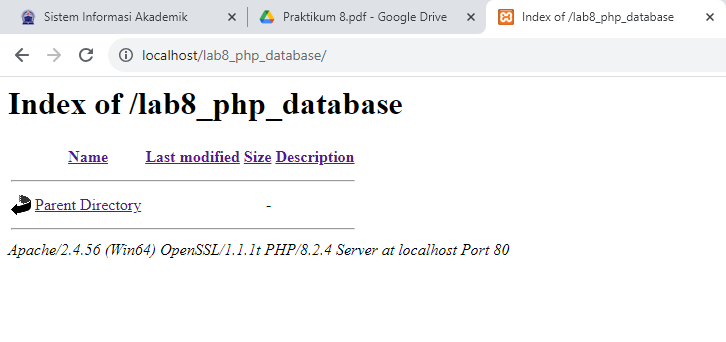 Sistem Informasi Akademik
Praktikum 8.pdf - Google Drive
Index of /lab8_php_database
localhost/lab8_php_database/
Index of /lab8_php_database
Name Last modified Size Description
Parent Directory -
Apache/2.4.56 (Win64) OpenSSL/1.1.1t PHP/8.2.4 Server at localhost Port 80